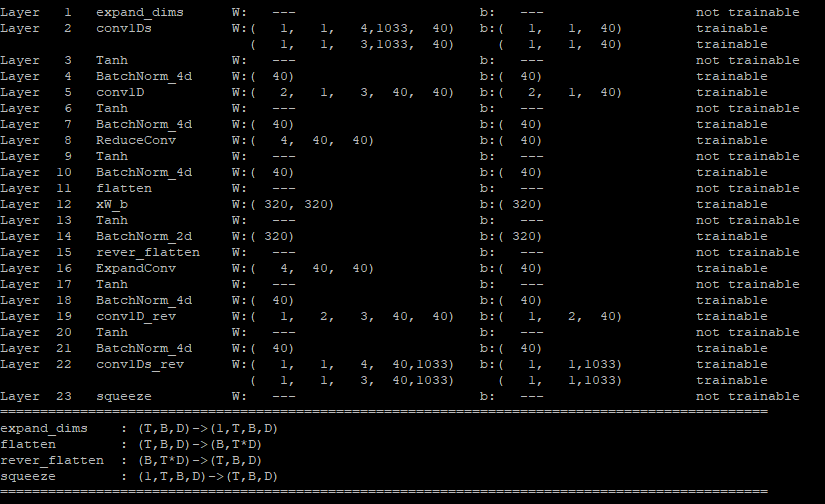 Layer   1   expand_dims      W:   ---                       b:   ---                   not trainable
Layer   2   conv1Ds          W:(   1,   1,   4,1033,  40)   b:(   1,   1,  40)         trainable
                               (   1,   1,   3,1033,  40)     (   1,   1,  40)         trainable
Layer   3   Tanh             W:   ---                       b:   ---                   not trainable
Layer   4   BatchNorm_4d     W:(  40)                       b:(  40)                   trainable
Layer   5   conv1D           W:(   2,   1,   3,  40,  40)   b:(   2,   1,  40)         trainable
Layer   6   Tanh             W:   ---                       b:   ---                   not trainable
Layer   7   BatchNorm_4d     W:(  40)                       b:(  40)                   trainable
Layer   8   ReduceConv       W:(   4,  40,  40)             b:(  40)                   trainable
Layer   9   Tanh             W:   ---                       b:   ---                   not trainable
Layer  10   BatchNorm_4d     W:(  40)                       b:(  40)                   trainable
Layer  11   flatten          W:   ---                       b:   ---                   not trainable
Layer  12   xW_b             W:( 320, 320)                  b:( 320)                   trainable
Layer  13   Tanh             W:   ---                       b:   ---                   not trainable
Layer  14   BatchNorm_2d     W:( 320)                       b:( 320)                   trainable
Layer  15   rever_flatten    W:   ---                       b:   ---                   not trainable
Layer  16   ExpandConv       W:(   4,  40,  40)             b:(  40)                   trainable
Layer  17   Tanh             W:   ---                       b:   ---                   not trainable
Layer  18   BatchNorm_4d     W:(  40)                       b:(  40)                   trainable
Layer  19   conv1D_rev       W:(   1,   2,   3,  40,  40)   b:(   1,   2,  40)         trainable
Layer  20   Tanh             W:   ---                       b:   ---                   not trainable
Layer  21   BatchNorm_4d     W:(  40)                       b:(  40)                   trainable
Layer  22   conv1Ds_rev      W:(   1,   1,   4,  40,1033)   b:(   1,   1,1033)         trainable
                               (   1,   1,   3,  40,1033)     (   1,   1,1033)         trainable
Layer  23   squeeze          W:   ---                       b:   ---                   not trainable
================================================================================================
expand_dims    : (T,B,D)->(1,T,B,D)
flatten        : (T,B,D)->(B,T*D)
rever_flatten  : (B,T*D)->(T,B,D)
squeeze        : (1,T,B,D)->(T,B,D)
================================================================================================